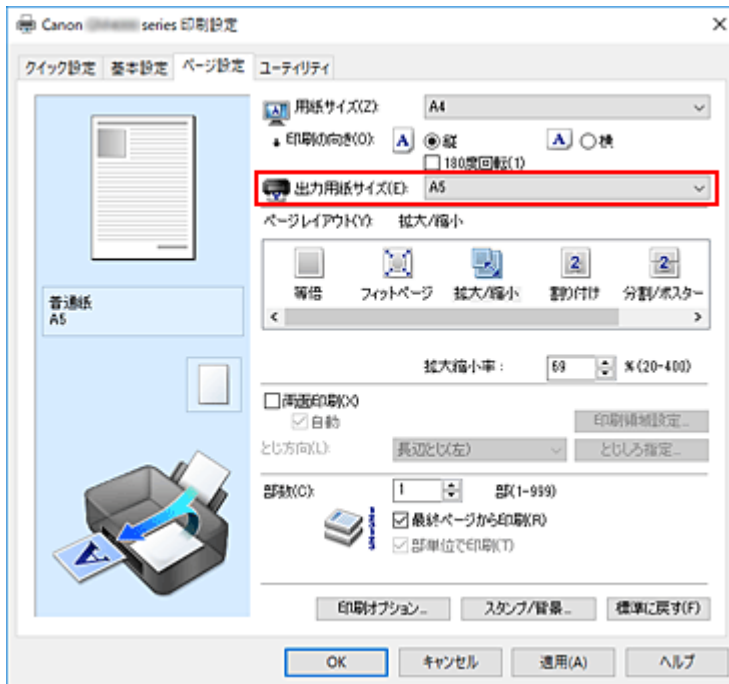 Canon series 印刷設定
クイック設定 基本設定 ページ設定 ユーティリティ
用紙サイズ(Z): A4
印刷の向き(O): A 縦 A 横
180度回転(1)
出力用紙サイズ(E): A5
ページレイアウト(Y): 拡大/縮小
等倍 フィットページ 拡大/縮小 割り付け 分割/ポスター
普通紙
A5
拡大縮小率: 69 %(20-400)
両面印刷(X)
自動 印刷領域設定...
とじ方向(L): 長辺とじ(左) とじしろ指定...
部数(C): 1 部(1-999)
最終ページから印刷(R)
部単位で印刷(T)
印刷オプション... スタンプ/背景... 標準に戻す(F)
OK キャンセル 適用(A) ヘルプ